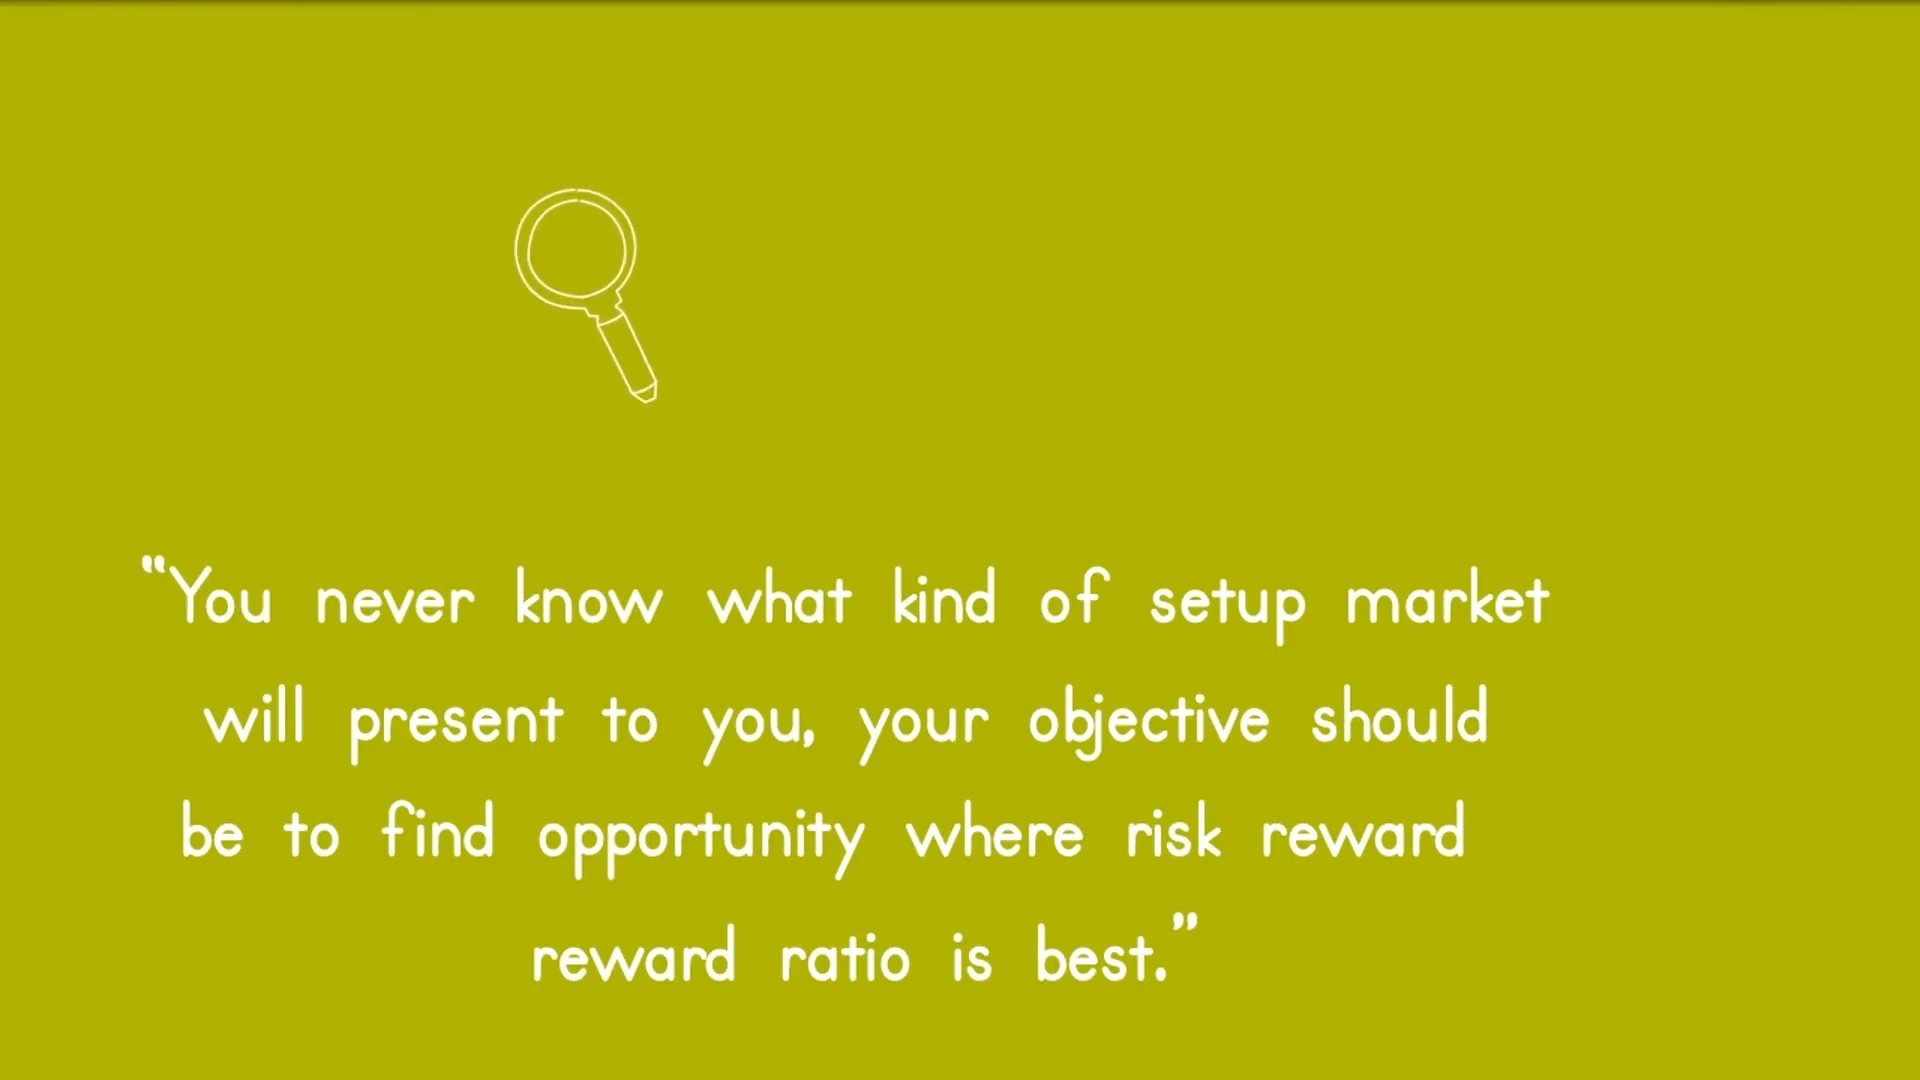 “You never know what kind of setup market
will present to you, your objective should
be to find opportunity where risk reward
reward ratio is best.”